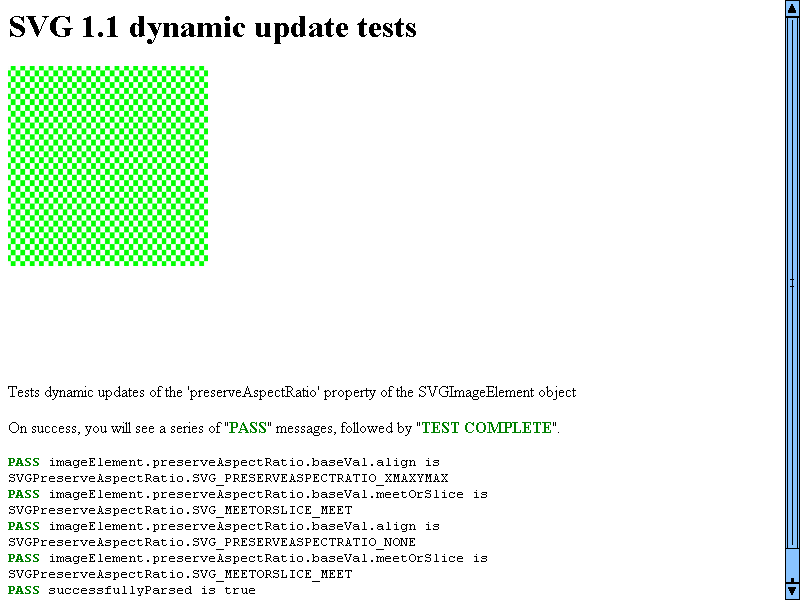 SVG 1.1 dynamic update tests
Tests dynamic updates of the 'preserveAspectRatio' property of the SVGImageElement object
On success, you will see a series of "PASS" messages, followed by "TEST COMPLETE".
PASS imageElement.preserveAspectRatio.baseVal.align is
SVGPreserveAspectRatio.SVG_PRESERVEASPECTRATIO_XMAXYMAX
PASS imageElement.preserveAspectRatio.baseVal.meetOrSlice is
SVGPreserveAspectRatio.SVG_MEETORSLICE_MEET
PASS imageElement.preserveAspectRatio.baseVal.align is
SVGPreserveAspectRatio.SVG_PRESERVEASPECTRATIO_NONE
PASS imageElement.preserveAspectRatio.baseVal.meetOrSlice is
SVGPreserveAspectRatio.SVG_MEETORSLICE_MEET
PASS successfullyParsed is true